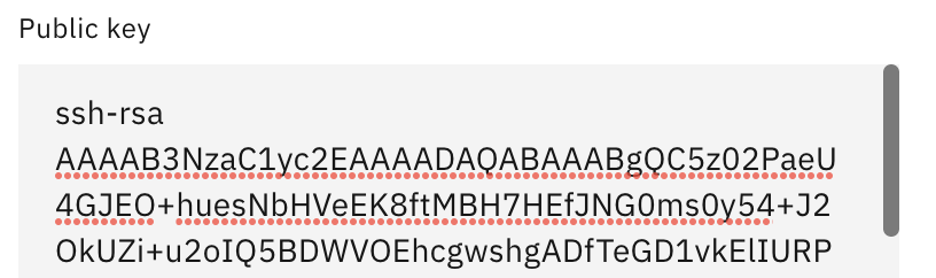 Public key
ssh-rsa
AAAAB3NzaC1yc2EAAAADAQABAAABgQC5z02PaeU
4GJEO+huesNbHVeEK8ftMBH7HEfJNG0ms0y54+J2
OkUZi+u2oIQ5BDWVOEhcgwshgADfTeGD1vkElIURP